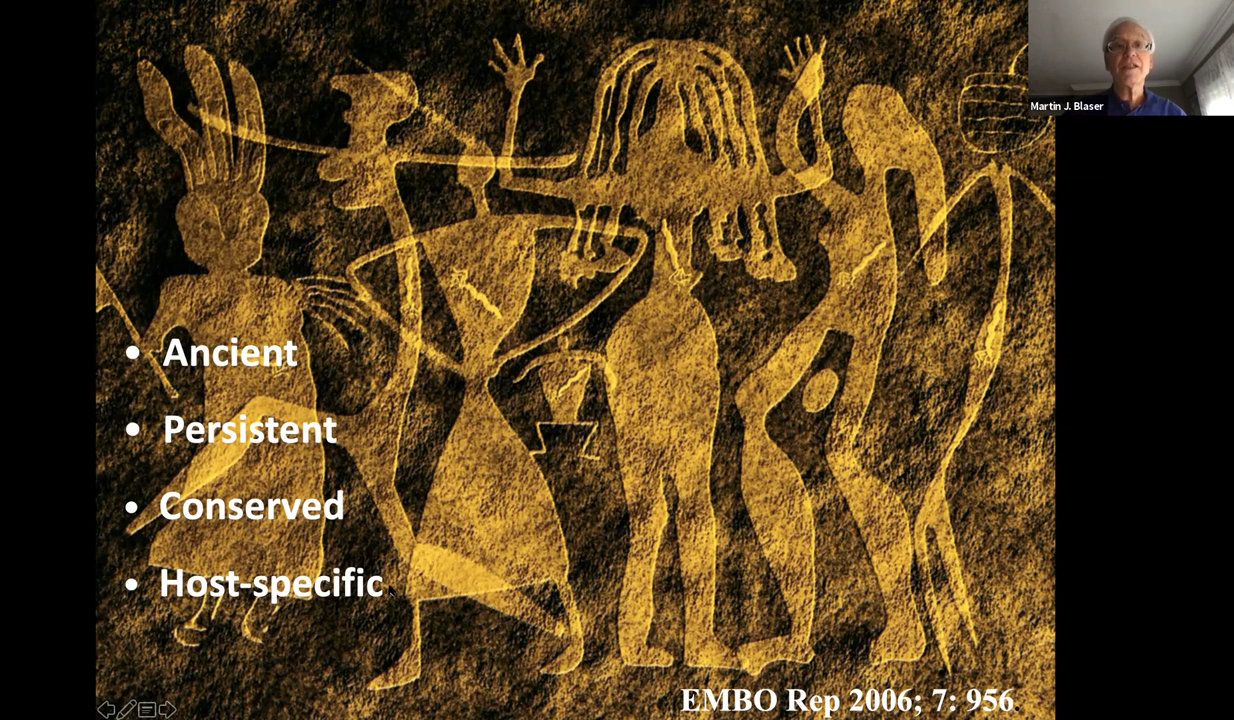 Martin J. Blaser
• Ancient
• Persistent
• Conserved
• Host-specific
EMBO Rep 2006; 7: 956